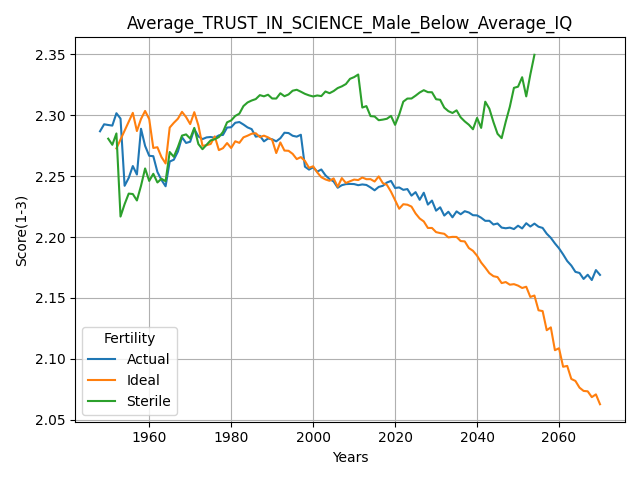 Average_TRUST_IN_SCIENCE_Male_Below_Average_IQ
2.35
2.30
2.25
2.20
2.15
2.10
2.05
Score(1-3)
Fertility
Actual
Ideal
Sterile
1960 1980 2000 2020 2040 2060
Years